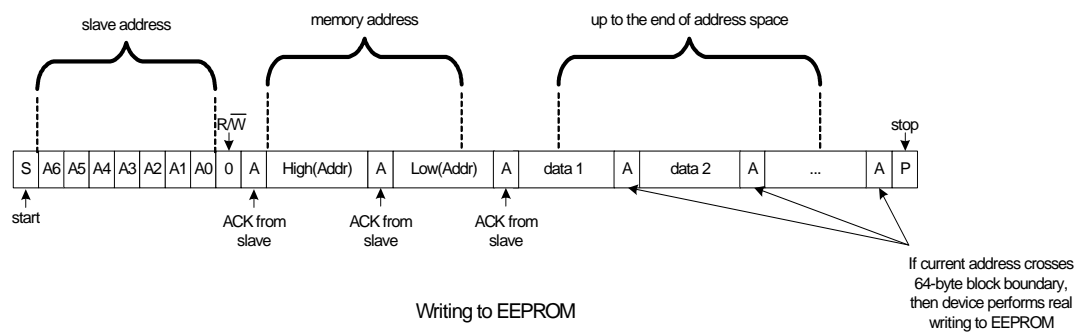 slave address
memory address
up to the end of address space
R/W
stop
S A6 A5 A4 A3 A2 A1 A0 0 A High(Addr) A Low(Addr) A data 1 A data 2 A ... A P
start
ACK from
slave
ACK from
slave
ACK from
slave
If current address crosses
64-byte block boundary,
then device performs real
writing to EEPROM
Writing to EEPROM